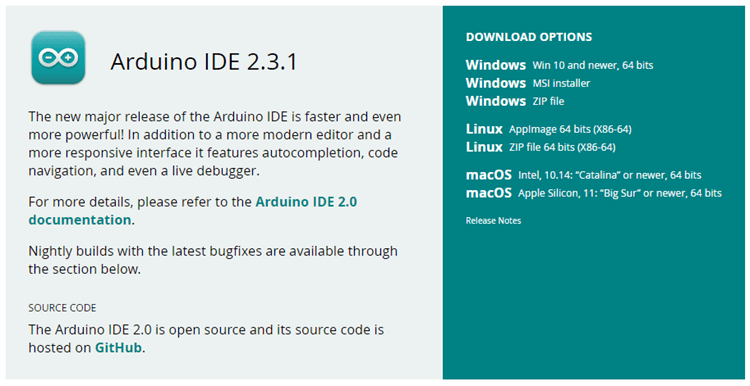 Arduino IDE 2.3.1
The new major release of the Arduino IDE is faster and even
more powerful! In addition to a more modern editor and a
more responsive interface it features autocompletion, code
navigation, and even a live debugger.
For more details, please refer to the Arduino IDE 2.0
documentation.
Nightly builds with the latest bugfixes are available through
the section below.
SOURCE CODE
The Arduino IDE 2.0 is open source and its source code is
hosted on GitHub.
DOWNLOAD OPTIONS
Windows Win 10 and newer, 64 bits
Windows MSI installer
Windows ZIP file
Linux AppImage 64 bits (X86-64)
Linux ZIP file 64 bits (X86-64)
macOS Intel, 10.14: “Catalina” or newer, 64 bits
macOS Apple Silicon, 11: “Big Sur” or newer, 64 bits
Release Notes